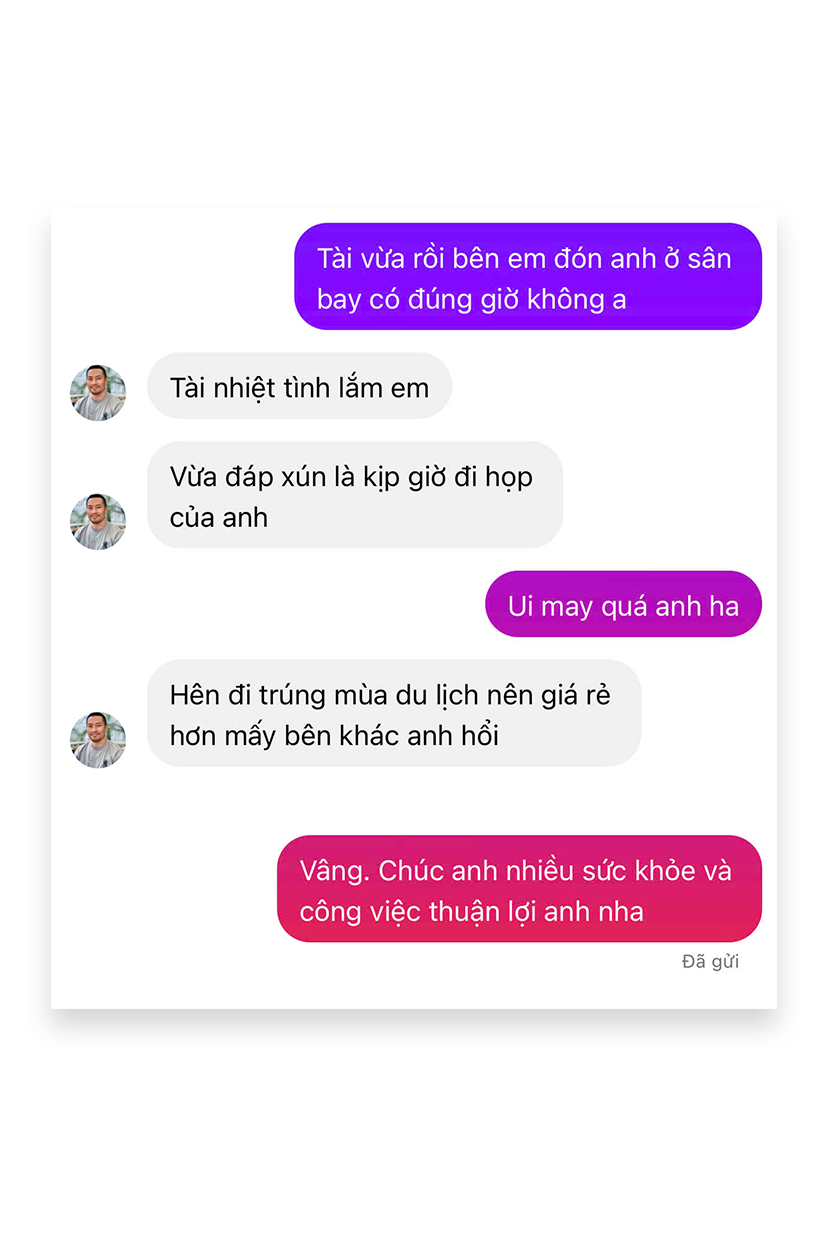 Tài vừa rồi bên em đón anh ở sân
bay có đúng giờ không a
Tài nhiệt tình lắm em
Vừa đáp xún là kịp giờ đi họp
của anh
Ui may quá anh ha
Hên đi trúng mùa du lịch nên giá rẻ
hơn mấy bên khác anh hổi
Vâng. Chúc anh nhiều sức khỏe và
công việc thuận lợi anh nha
Đã gửi